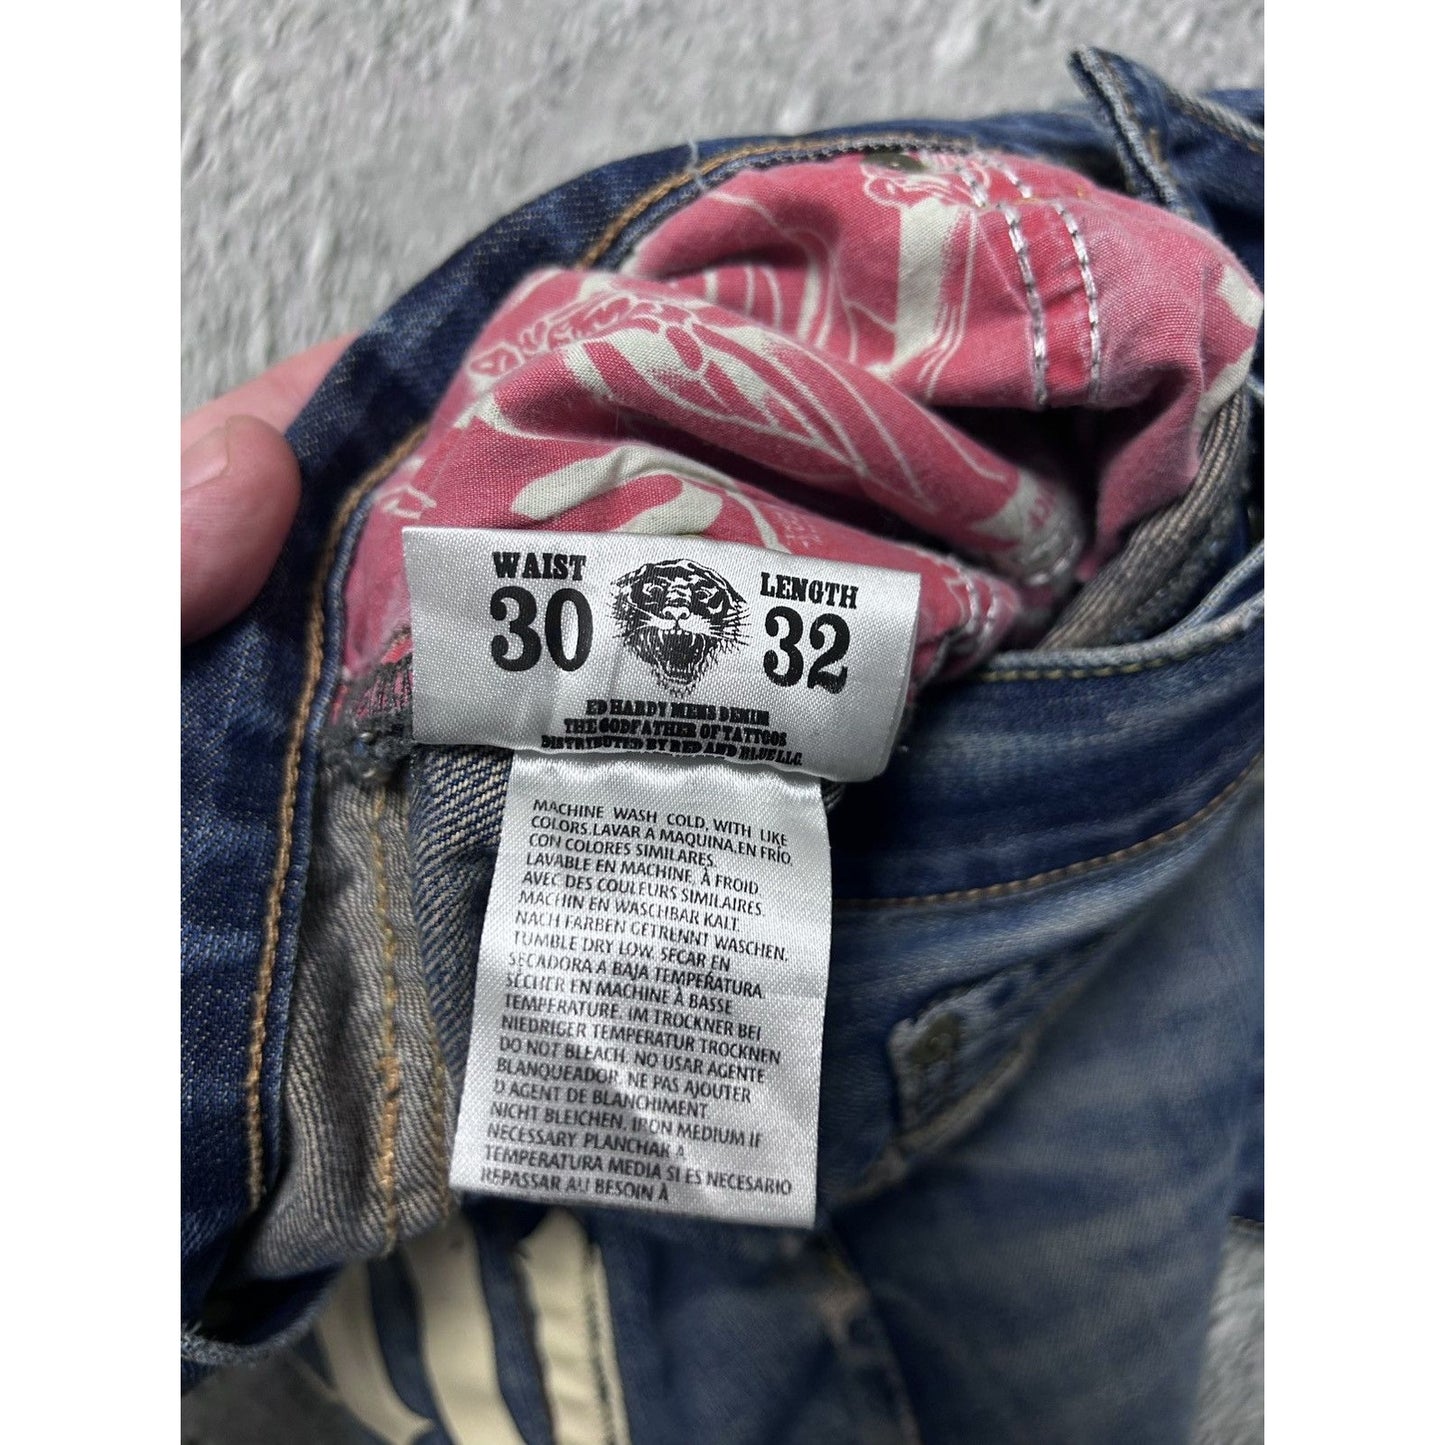 WAIST
30
LENGTH
32
ED HARDY MENS DENIM
THE GODFATHER OF TATTOOS
DISTRIBUTED BY RED AND BLUE LLC.
MACHINE WASH COLD, WITH LIKE
COLORS. LAVAR A MAQUINA, EN FRÍO
CON COLORES SIMILARES.
LAVABLE EN MACHINE, À FROID
AVEC DES COULEURS SIMILAIRES.
MACHIN EN WASCHBAR KALT.
NACH FARBEN GETRENNT WASCHEN.
TUMBLE DRY LOW. SECAR EN
SECADORA A BAJA TEMPERATURA.
SÉCHER EN MACHINE À BASSE
TEMPERATURE. IM TROCKNER BEI
NIEDRIGER TEMPERATUR TROCKNEN
DO NOT BLEACH. NO USAR AGENTE
BLANQUEADOR. NE PAS AJOUTER
D AGENT DE BLANCHIMENT
NICHT BLEICHEN. IRON MEDIUM IF
NECESSARY PLANCHAR A
TEMPERATURA MEDIA SI ES NECESARIO
REPASSAR AU BESOIN À